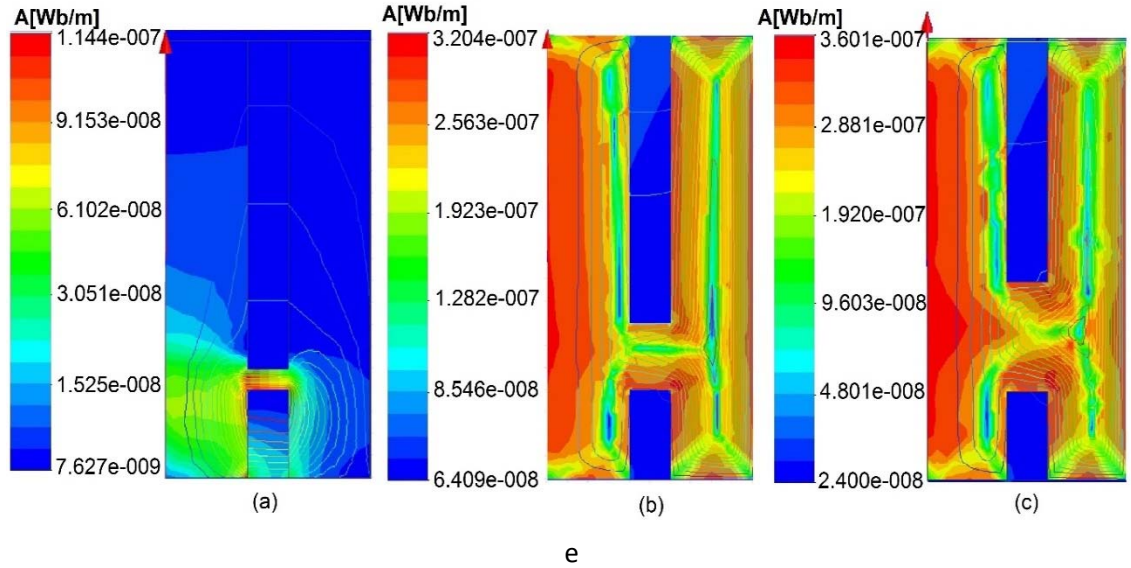 A[Wb/m]
1.144e-007
9.153e-008
6.102e-008
3.051e-008
1.525e-008
7.627e-009
(a)
A[Wb/m]
3.204e-007
2.563e-007
1.923e-007
1.282e-007
8.546e-008
6.409e-008
(b)
A[Wb/m]
3.601e-007
2.881e-007
1.920e-007
9.603e-008
4.801e-008
2.400e-008
(c)
e